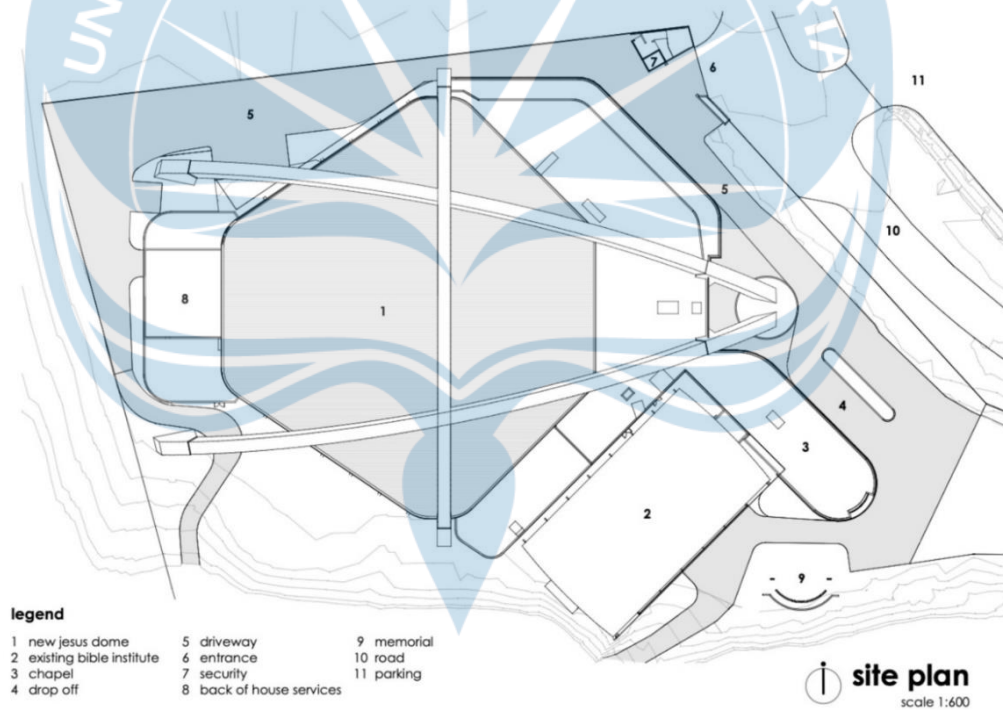 UN
RIA
6
7
11
5
5
10
8
1
4
3
2
9
legend
1 new jesus dome
2 existing bible institute
3 chapel
4 drop off
5 driveway
6 entrance
7 security
8 back of house services
9 memorial
10 road
11 parking
site plan
scale 1:600